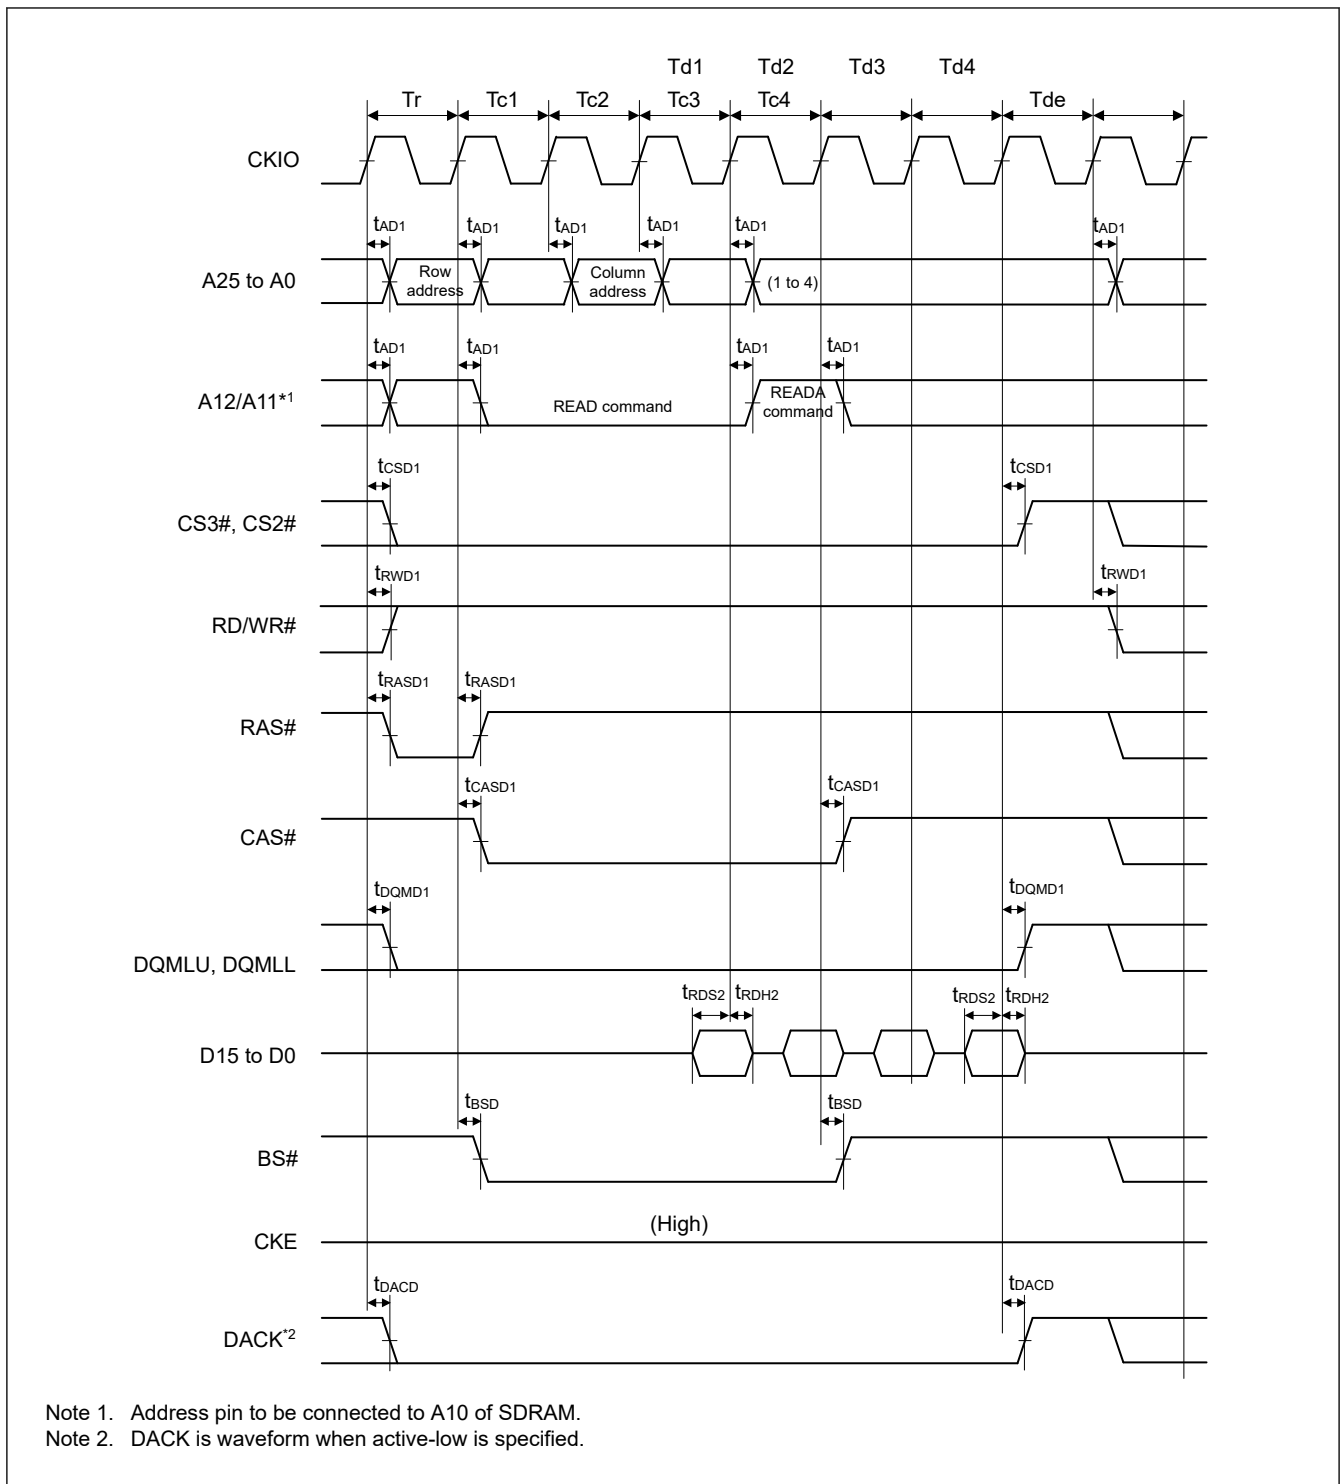 Td1 Td2 Td3 Td4
Tr Tc1 Tc2 Tc3 Tc4 Tde
CKIO
tAD1 tAD1 tAD1 tAD1 tAD1 tAD1
A25 to A0
Row address
Column address
(1 to 4)
tAD1 tAD1 tAD1 tAD1
A12/A11*1
READ command
READA command
tCSD1 tCSD1
CS3#, CS2#
tRWD1 tRWD1
RD/WR#
tRASD1 tRASD1
RAS#
tCASD1 tCASD1
CAS#
tDQMD1 tDQMD1
DQMLU, DQMLL
tRDS2 tRDH2 tRDS2 tRDH2
D15 to D0
tBSD tBSD
BS#
(High)
CKE
tDACD tDACD
DACK*2
Note 1. Address pin to be connected to A10 of SDRAM.
Note 2. DACK is waveform when active-low is specified.